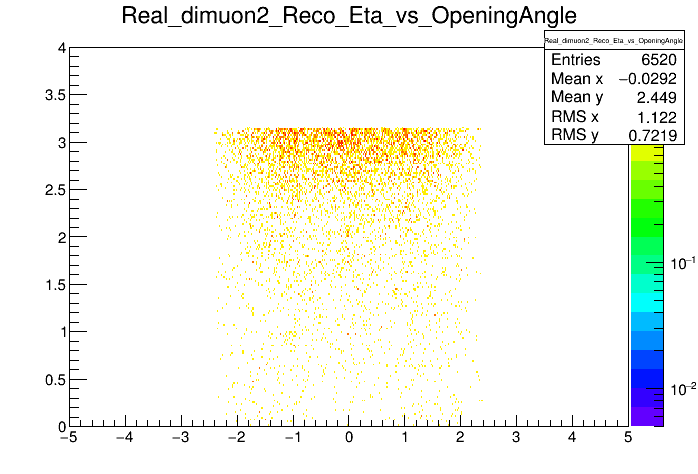 Real_dimuon2_Reco_Eta_vs_OpeningAngle
Real_dimuon2_Reco_Eta_vs_OpeningAngle
Entries 6520
Mean x −0.0292
Mean y 2.449
RMS x 1.122
RMS y 0.7219
4
3.5
3
2.5
2
1.5
1
0.5
0
−5 −4 −3 −2 −1 0 1 2 3 4 5
10−1
10−2